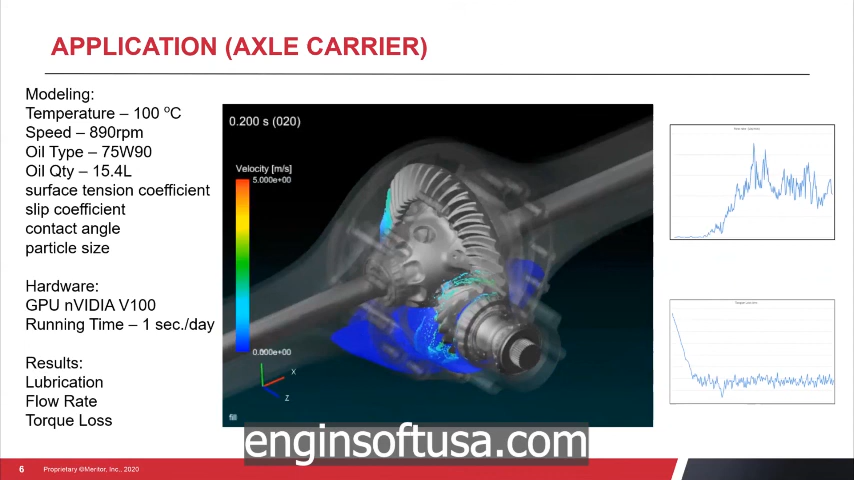 APPLICATION (AXLE CARRIER)
Modeling:
Temperature – 100 ºC
Speed – 890rpm
Oil Type – 75W90
Oil Qty – 15.4L
surface tension coefficient
slip coefficient
contact angle
particle size
Hardware:
GPU nVIDIA V100
Running Time – 1 sec./day
Results:
Lubrication
Flow Rate
Torque Loss
0.200 s (020)
Velocity [m/s]
5.000e+00
0.000e+00
X
Z
fill
enginsoftusa.com
6 Proprietary ©Meritor, Inc., 2020